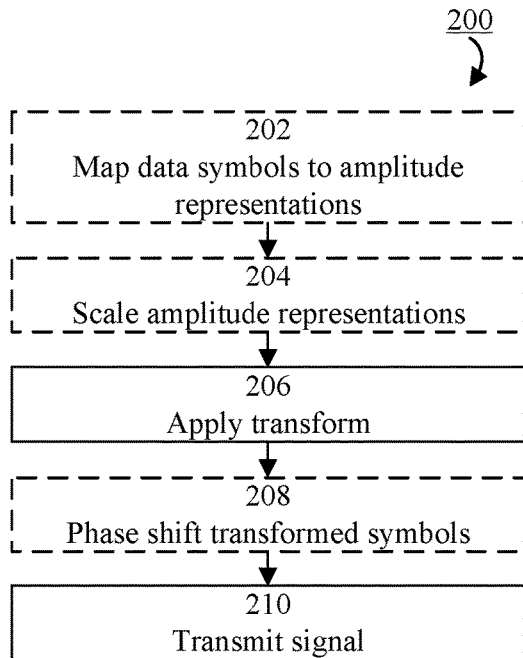 200
202
Map data symbols to amplitude
representations
204
Scale amplitude representations
206
Apply transform
208
Phase shift transformed symbols
210
Transmit signal